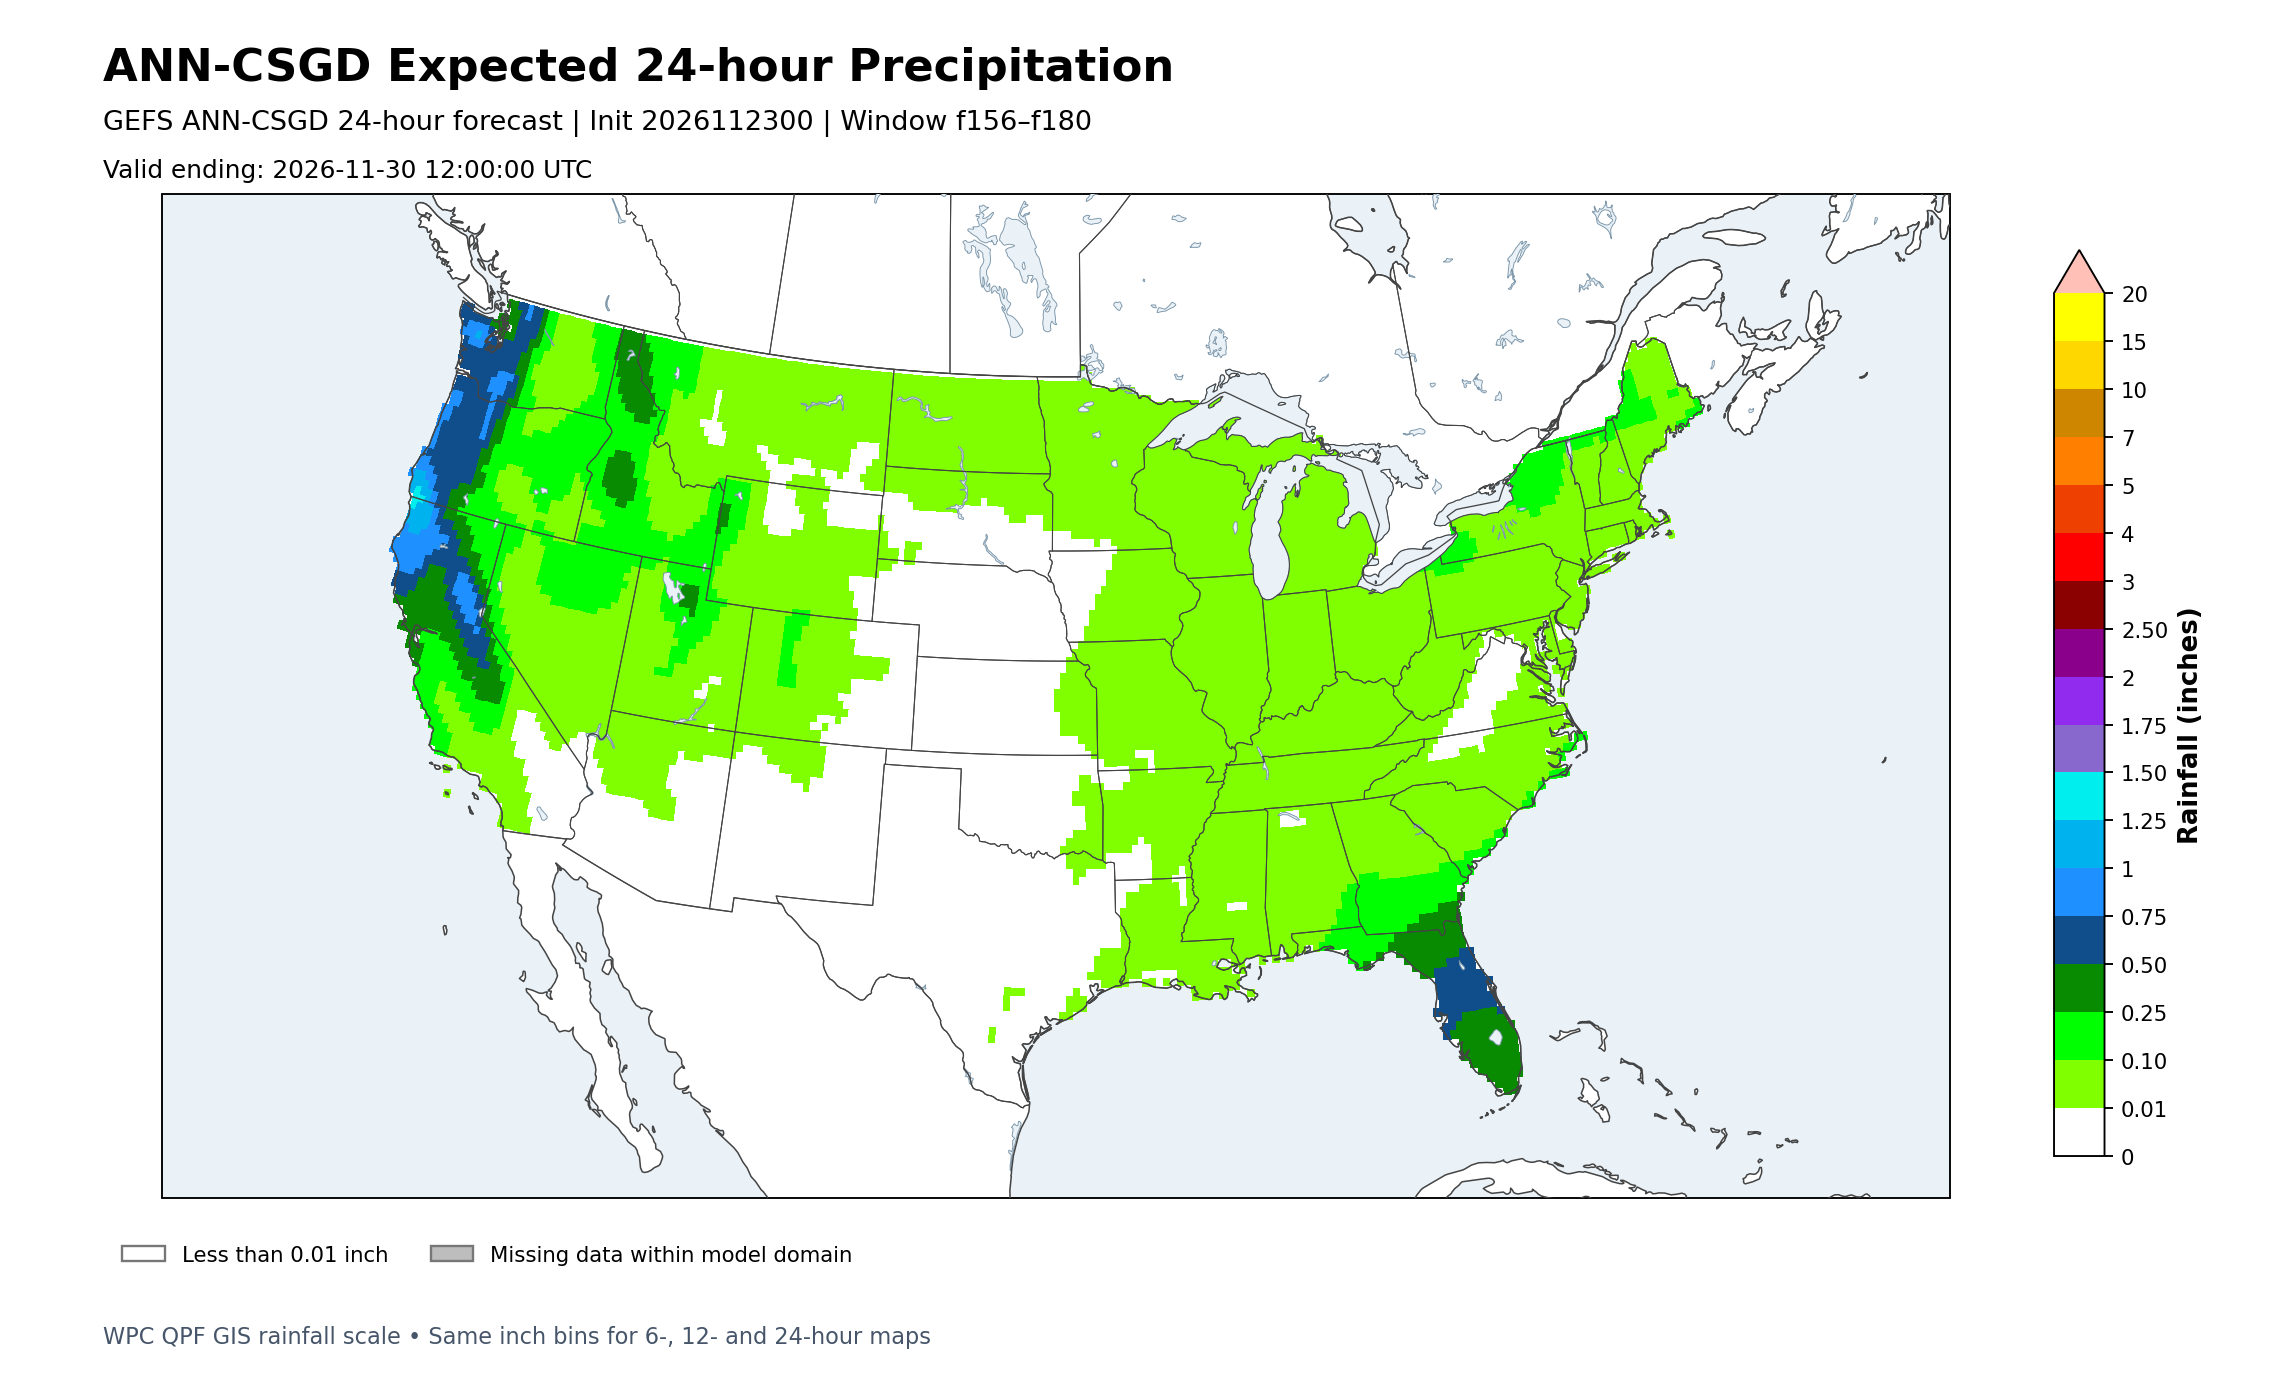 ANN-CSGD Expected 24-hour Precipitation
GEFS ANN-CSGD 24-hour forecast | Init 2026112300 | Window f156–f180
Valid ending: 2026-11-30 12:00:00 UTC
20
15
10
7
5
4
3
2.50
2
1.75
1.50
1.25
1
0.75
0.50
0.25
0.10
0.01
0
Rainfall (inches)
Less than 0.01 inch
Missing data within model domain
WPC QPF GIS rainfall scale • Same inch bins for 6-, 12- and 24-hour maps